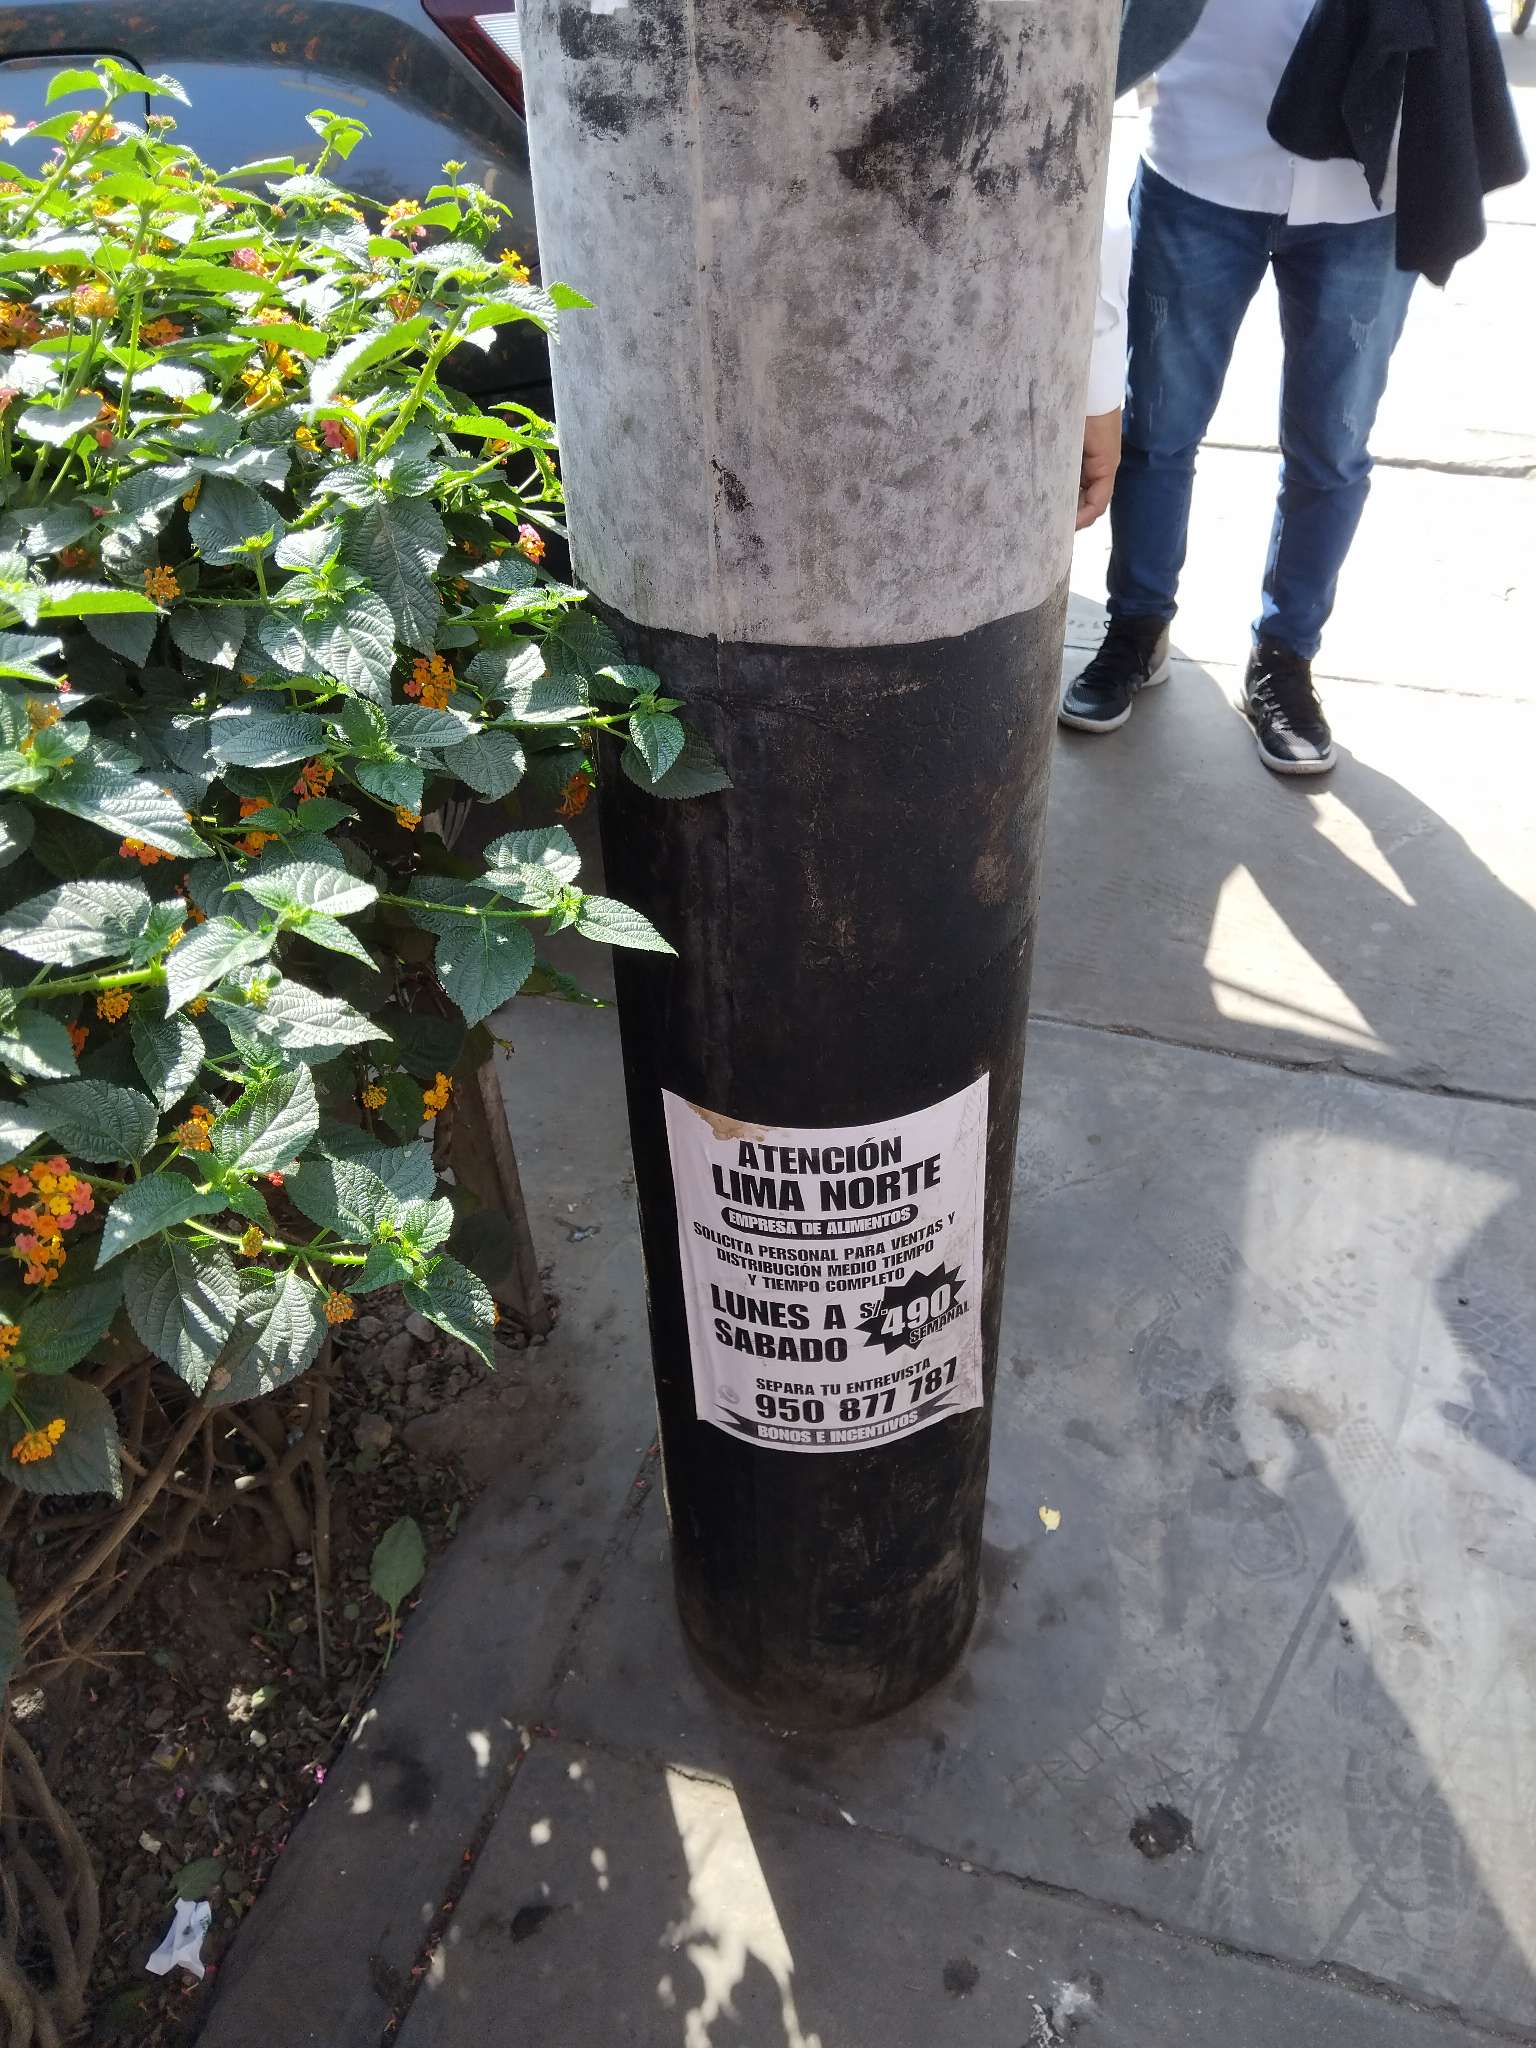 ATENCIÓN
LIMA NORTE
EMPRESA DE ALIMENTOS
SOLICITA PERSONAL PARA VENTAS Y
DISTRIBUCIÓN MEDIO TIEMPO
Y TIEMPO COMPLETO
LUNES A
SABADO
S/.490
SEMANAL
SEPARA TU ENTREVISTA
950 877 787
BONOS E INCENTIVOS